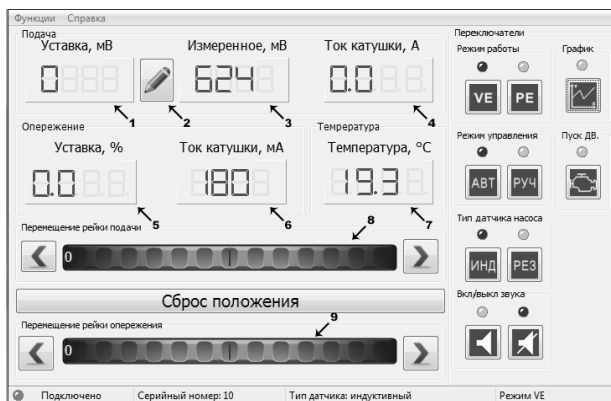 Функции Справка
Подача
Переключатели
Уставка, мВ Измеренное, мВ Ток катушки, А
Режим работы График
0 624 0.0
VE PE
1 2 3 4
Опережение Температура
Режим управления Пуск ДВ.
Уставка, % Ток катушки, мА Температура, °C
0.0 180 19.3
АВТ РУЧ
5 6 7
Перемещение рейки подачи 8
Тип датчика насоса
0
ИНД РЕЗ
Сброс положения
Вкл/выкл звука
Перемещение рейки опережения 9
0
Подключено Серийный номер: 10 Тип датчика: индуктивный Режим VE